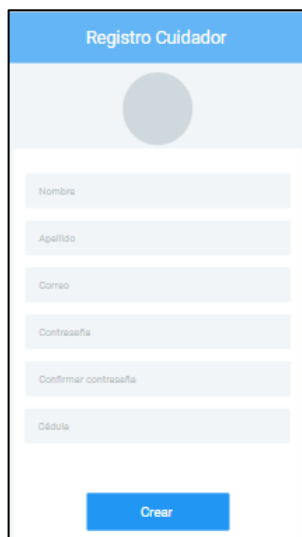 Registro Cuidador
Nombre
Apellido
Correo
Contraseña
Confirmar contraseña
Cédula
Crear